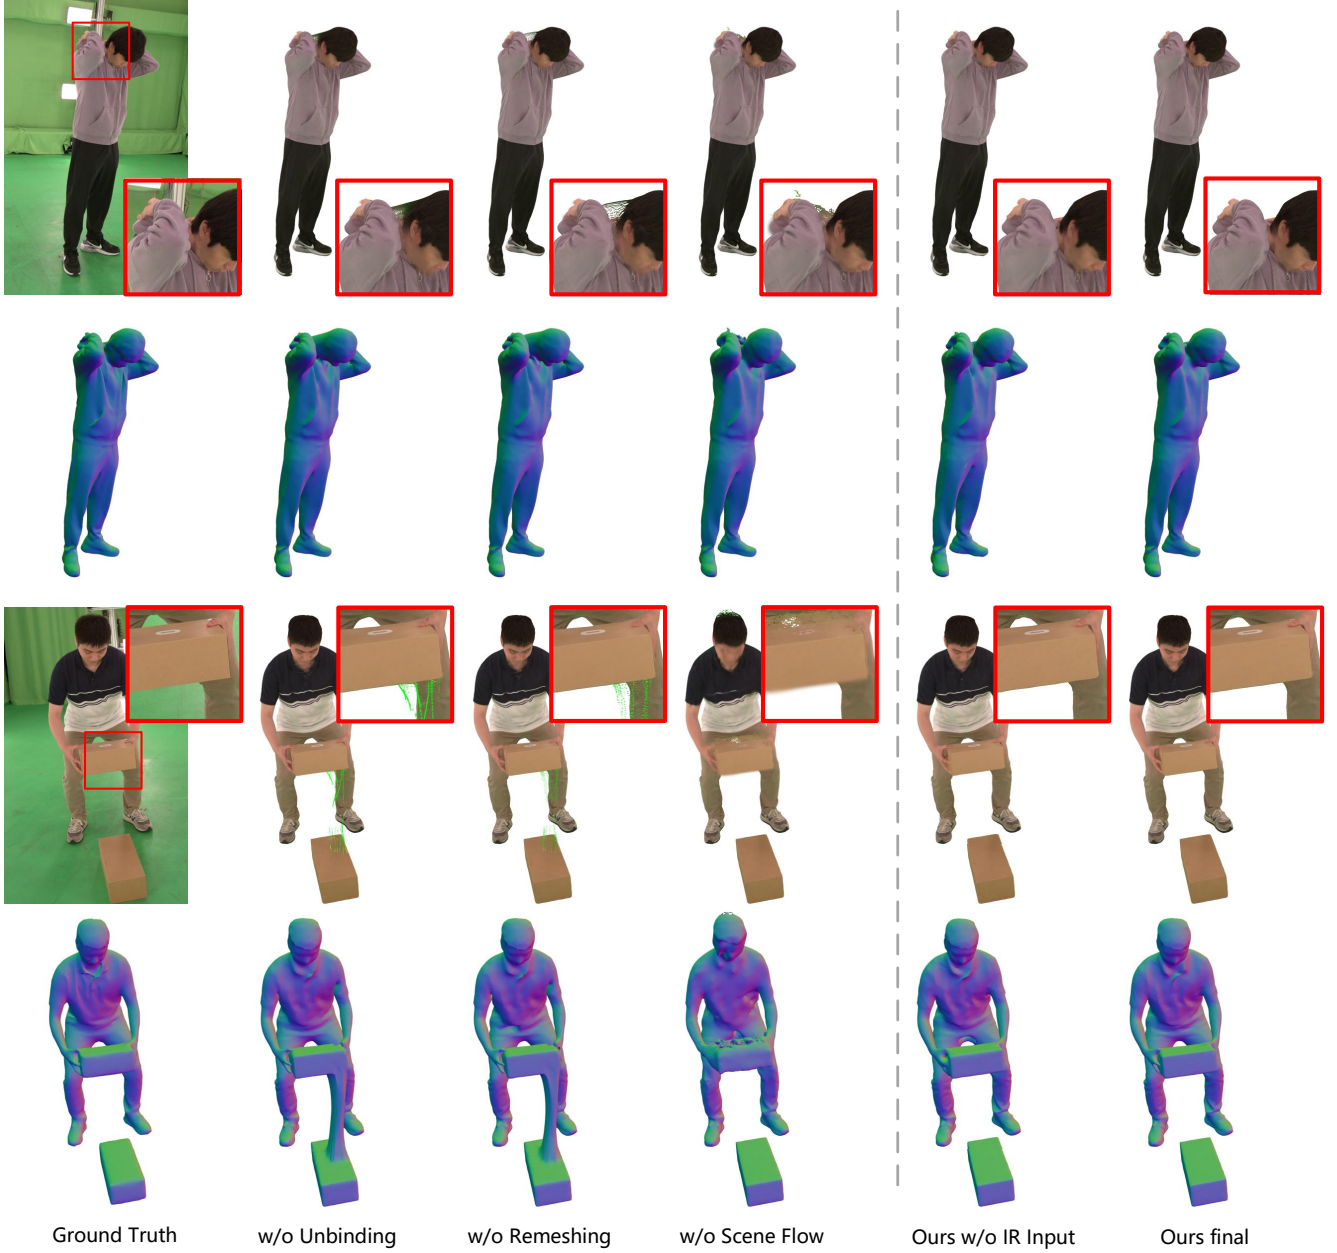 Ground Truth
w/o Unbinding
w/o Remeshing
w/o Scene Flow
Ours w/o IR Input
Ours final